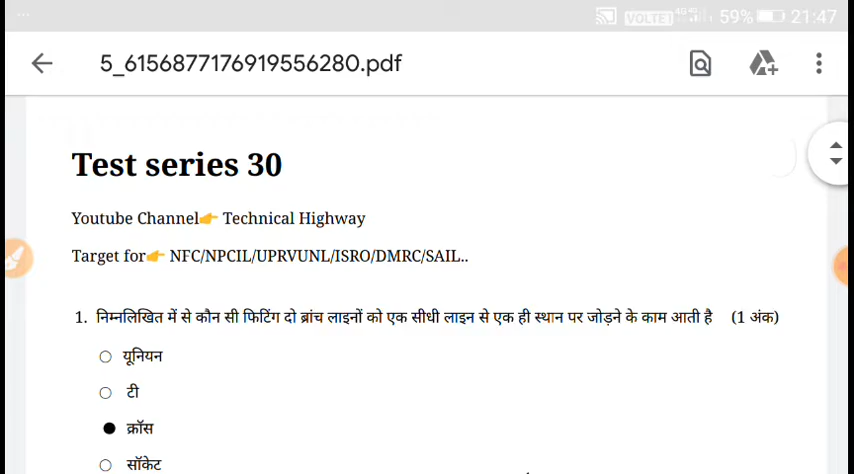 VOLTE1 4G 4G 59% 21:47
5_6156877176919556280.pdf
Test series 30
Youtube Channel👉 Technical Highway
Target for👉 NFC/NPCIL/UPRVUNL/ISRO/DMRC/SAIL..
1. निम्नलिखित में से कौन सी फिटिंग दो ब्रांच लाइनों को एक सीधी लाइन से एक ही स्थान पर जोड़ने के काम आती है (1 अंक)
यूनियन
टी
क्रॉस
सॉकेट